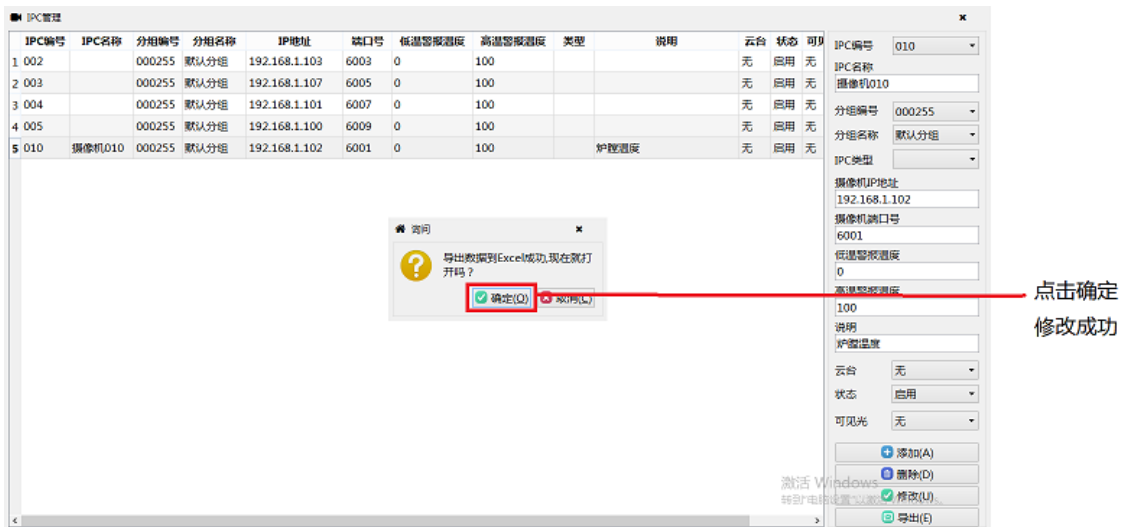 IPC管理
IPC编号 IPC名称 分组编号 分组名称 IP地址 端口号 低温警报温度 高温警报温度 类型 说明 云台 状态 可见
1 002 000255 默认分组 192.168.1.103 6003 0 100 无 启用 无
2 003 000255 默认分组 192.168.1.107 6005 0 100 无 启用 无
3 004 000255 默认分组 192.168.1.101 6007 0 100 无 启用 无
4 005 000255 默认分组 192.168.1.100 6009 0 100 无 启用 无
5 010 摄像机010 000255 默认分组 192.168.1.102 6001 0 100 炉膛温度 无 启用 无
询问
导出数据到Excel成功,现在就打
开吗？
确定(O) 取消(C)
点击确定
修改成功
IPC编号 010
IPC名称
摄像机010
分组编号 000255
分组名称 默认分组
IPC类型
摄像机IP地址
192.168.1.102
摄像机端口号
6001
低温警报温度
0
高温警报温度
100
说明
炉膛温度
云台 无
状态 启用
可见光 无
添加(A)
删除(D)
修改(U)
导出(E)
激活 Windows
转到"电脑设置"以激活 Windows。